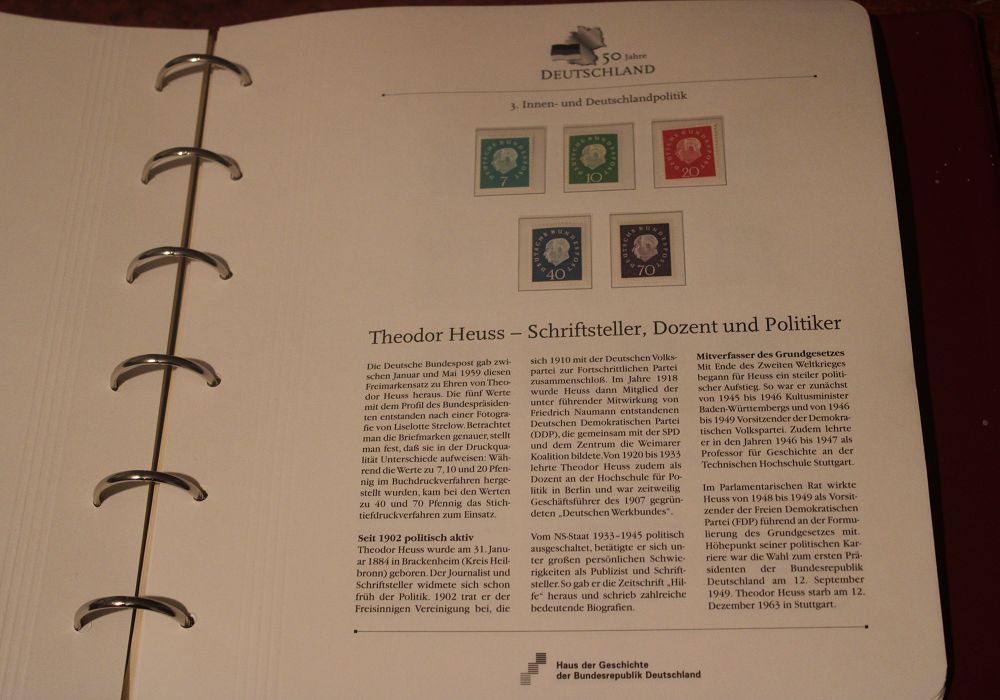 50 Jahre
DEUTSCHLAND
3. Innen- und Deutschlandpolitik
DEUTSCHE BUNDESPOST
7
DEUTSCHE BUNDESPOST
10
DEUTSCHE BUNDESPOST
20
DEUTSCHE BUNDESPOST
40
DEUTSCHE BUNDESPOST
70
Theodor Heuss – Schriftsteller, Dozent und Politiker
Die Deutsche Bundespost gab zwi-
schen Januar und Mai 1959 diesen
Freimarkensatz zu Ehren von Theo-
dor Heuss heraus. Die fünf Werte
mit dem Profil des Bundespräsiden-
ten entstanden nach einer Fotogra-
fie von Liselotte Strelow. Betrachtet
man die Briefmarken genauer, stellt
man fest, daß sie in der Druckqua-
lität Unterschiede aufweisen: Wäh-
rend die Werte zu 7, 10 und 20 Pfen-
nig im Buchdruckverfahren herge-
stellt wurden, kam bei den Werten
zu 40 und 70 Pfennig das Stich-
tiefdruckverfahren zum Einsatz.
Seit 1902 politisch aktiv
Theodor Heuss wurde am 31. Janu-
ar 1884 in Brackenheim (Kreis Heil-
bronn) geboren. Der Journalist und
Schriftsteller widmete sich schon
früh der Politik. 1902 trat er der
Freisinnigen Vereinigung bei, die
sich 1910 mit der Deutschen Volks-
partei zur Fortschrittlichen Partei
zusammenschloß. Im Jahre 1918
wurde Heuss dann Mitglied der
unter führender Mitwirkung von
Friedrich Naumann entstandenen
Deutschen Demokratischen Partei
(DDP), die gemeinsam mit der SPD
und dem Zentrum die Weimarer
Koalition bildete. Von 1920 bis 1933
lehrte Theodor Heuss zudem als
Dozent an der Hochschule für Po-
litik in Berlin und war zeitweilig
Geschäftsführer des 1907 gegrün-
deten „Deutschen Werkbundes“.
Vom NS-Staat 1933–1945 politisch
ausgeschaltet, betätigte er sich un-
ter großen persönlichen Schwie-
rigkeiten als Publizist und Schrift-
steller. So gab er die Zeitschrift „Hil-
fe“ heraus und schrieb zahlreiche
bedeutende Biografien.
Mitverfasser des Grundgesetzes
Mit Ende des Zweiten Weltkrieges
begann für Heuss ein steiler politi-
scher Aufstieg. So war er zunächst
von 1945 bis 1946 Kultusminister
Baden-Württembergs und von 1946
bis 1949 Vorsitzender der Demokra-
tischen Volkspartei. Zudem lehrte
er in den Jahren 1946 bis 1947 als
Professor für Geschichte an der
Technischen Hochschule Stuttgart.
Im Parlamentarischen Rat wirkte
Heuss von 1948 bis 1949 als Vorsit-
zender der Freien Demokratischen
Partei (FDP) führend an der Formu-
lierung des Grundgesetzes mit.
Höhepunkt seiner politischen Kar-
riere war die Wahl zum ersten Prä-
sidenten der Bundesrepublik
Deutschland am 12. September
1949. Theodor Heuss starb am 12.
Dezember 1963 in Stuttgart.
Haus der Geschichte
der Bundesrepublik Deutschland